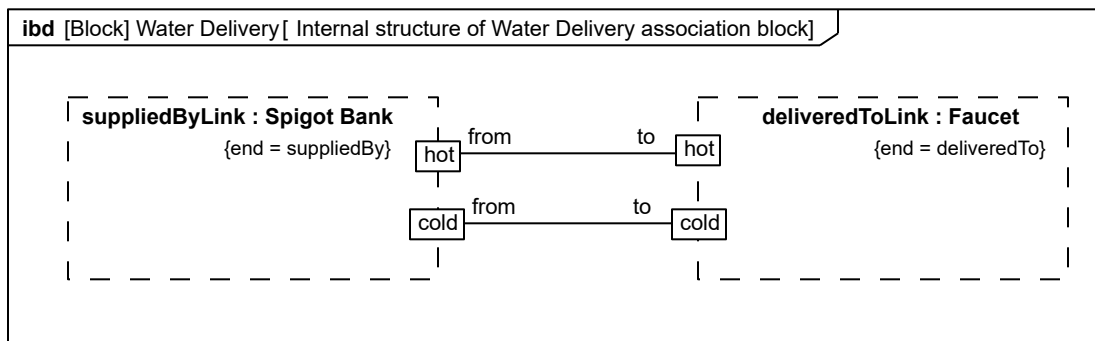 ibd [Block] Water Delivery[ Internal structure of Water Delivery association block]
suppliedByLink : Spigot Bank
{end = suppliedBy}
hot
from
to
hot
deliveredToLink : Faucet
{end = deliveredTo}
cold
from
to
cold